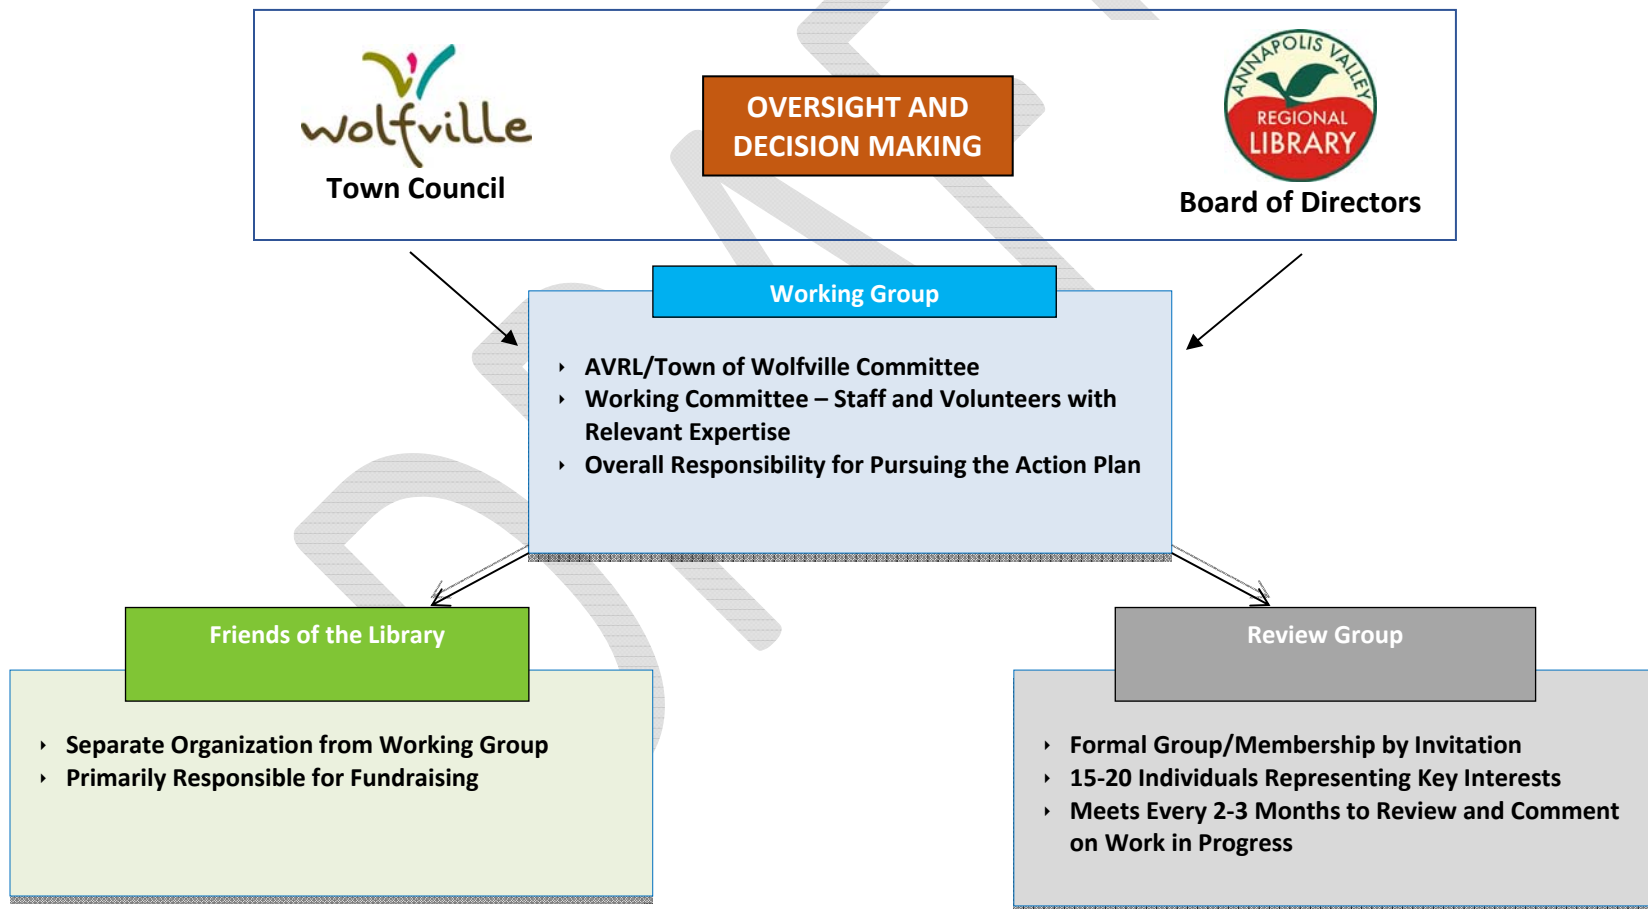 wolfville
Town Council
OVERSIGHT AND
DECISION MAKING
ANNAPOLIS VALLEY
REGIONAL
LIBRARY
Board of Directors
Working Group
‣ AVRL/Town of Wolfville Committee
‣ Working Committee – Staff and Volunteers with
Relevant Expertise
‣ Overall Responsibility for Pursuing the Action Plan
Friends of the Library
‣ Separate Organization from Working Group
‣ Primarily Responsible for Fundraising
Review Group
‣ Formal Group/Membership by Invitation
‣ 15-20 Individuals Representing Key Interests
‣ Meets Every 2-3 Months to Review and Comment
on Work in Progress
DRAFT